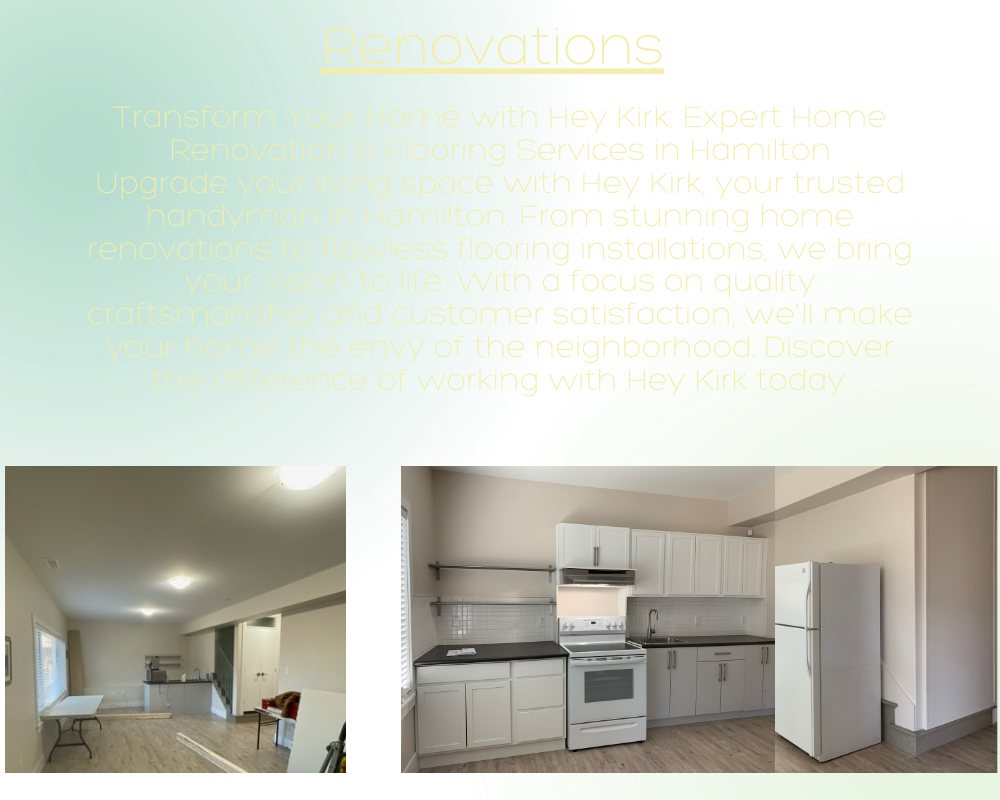 Renovations
Transform Your Home with Hey Kirk: Expert Home
Renovation & Flooring Services in Hamilton
Upgrade your living space with Hey Kirk, your trusted
handyman in Hamilton. From stunning home
renovations to flawless flooring installations, we bring
your vision to life. With a focus on quality
craftsmanship and customer satisfaction, we'll make
your home the envy of the neighborhood. Discover
the difference of working with Hey Kirk today.